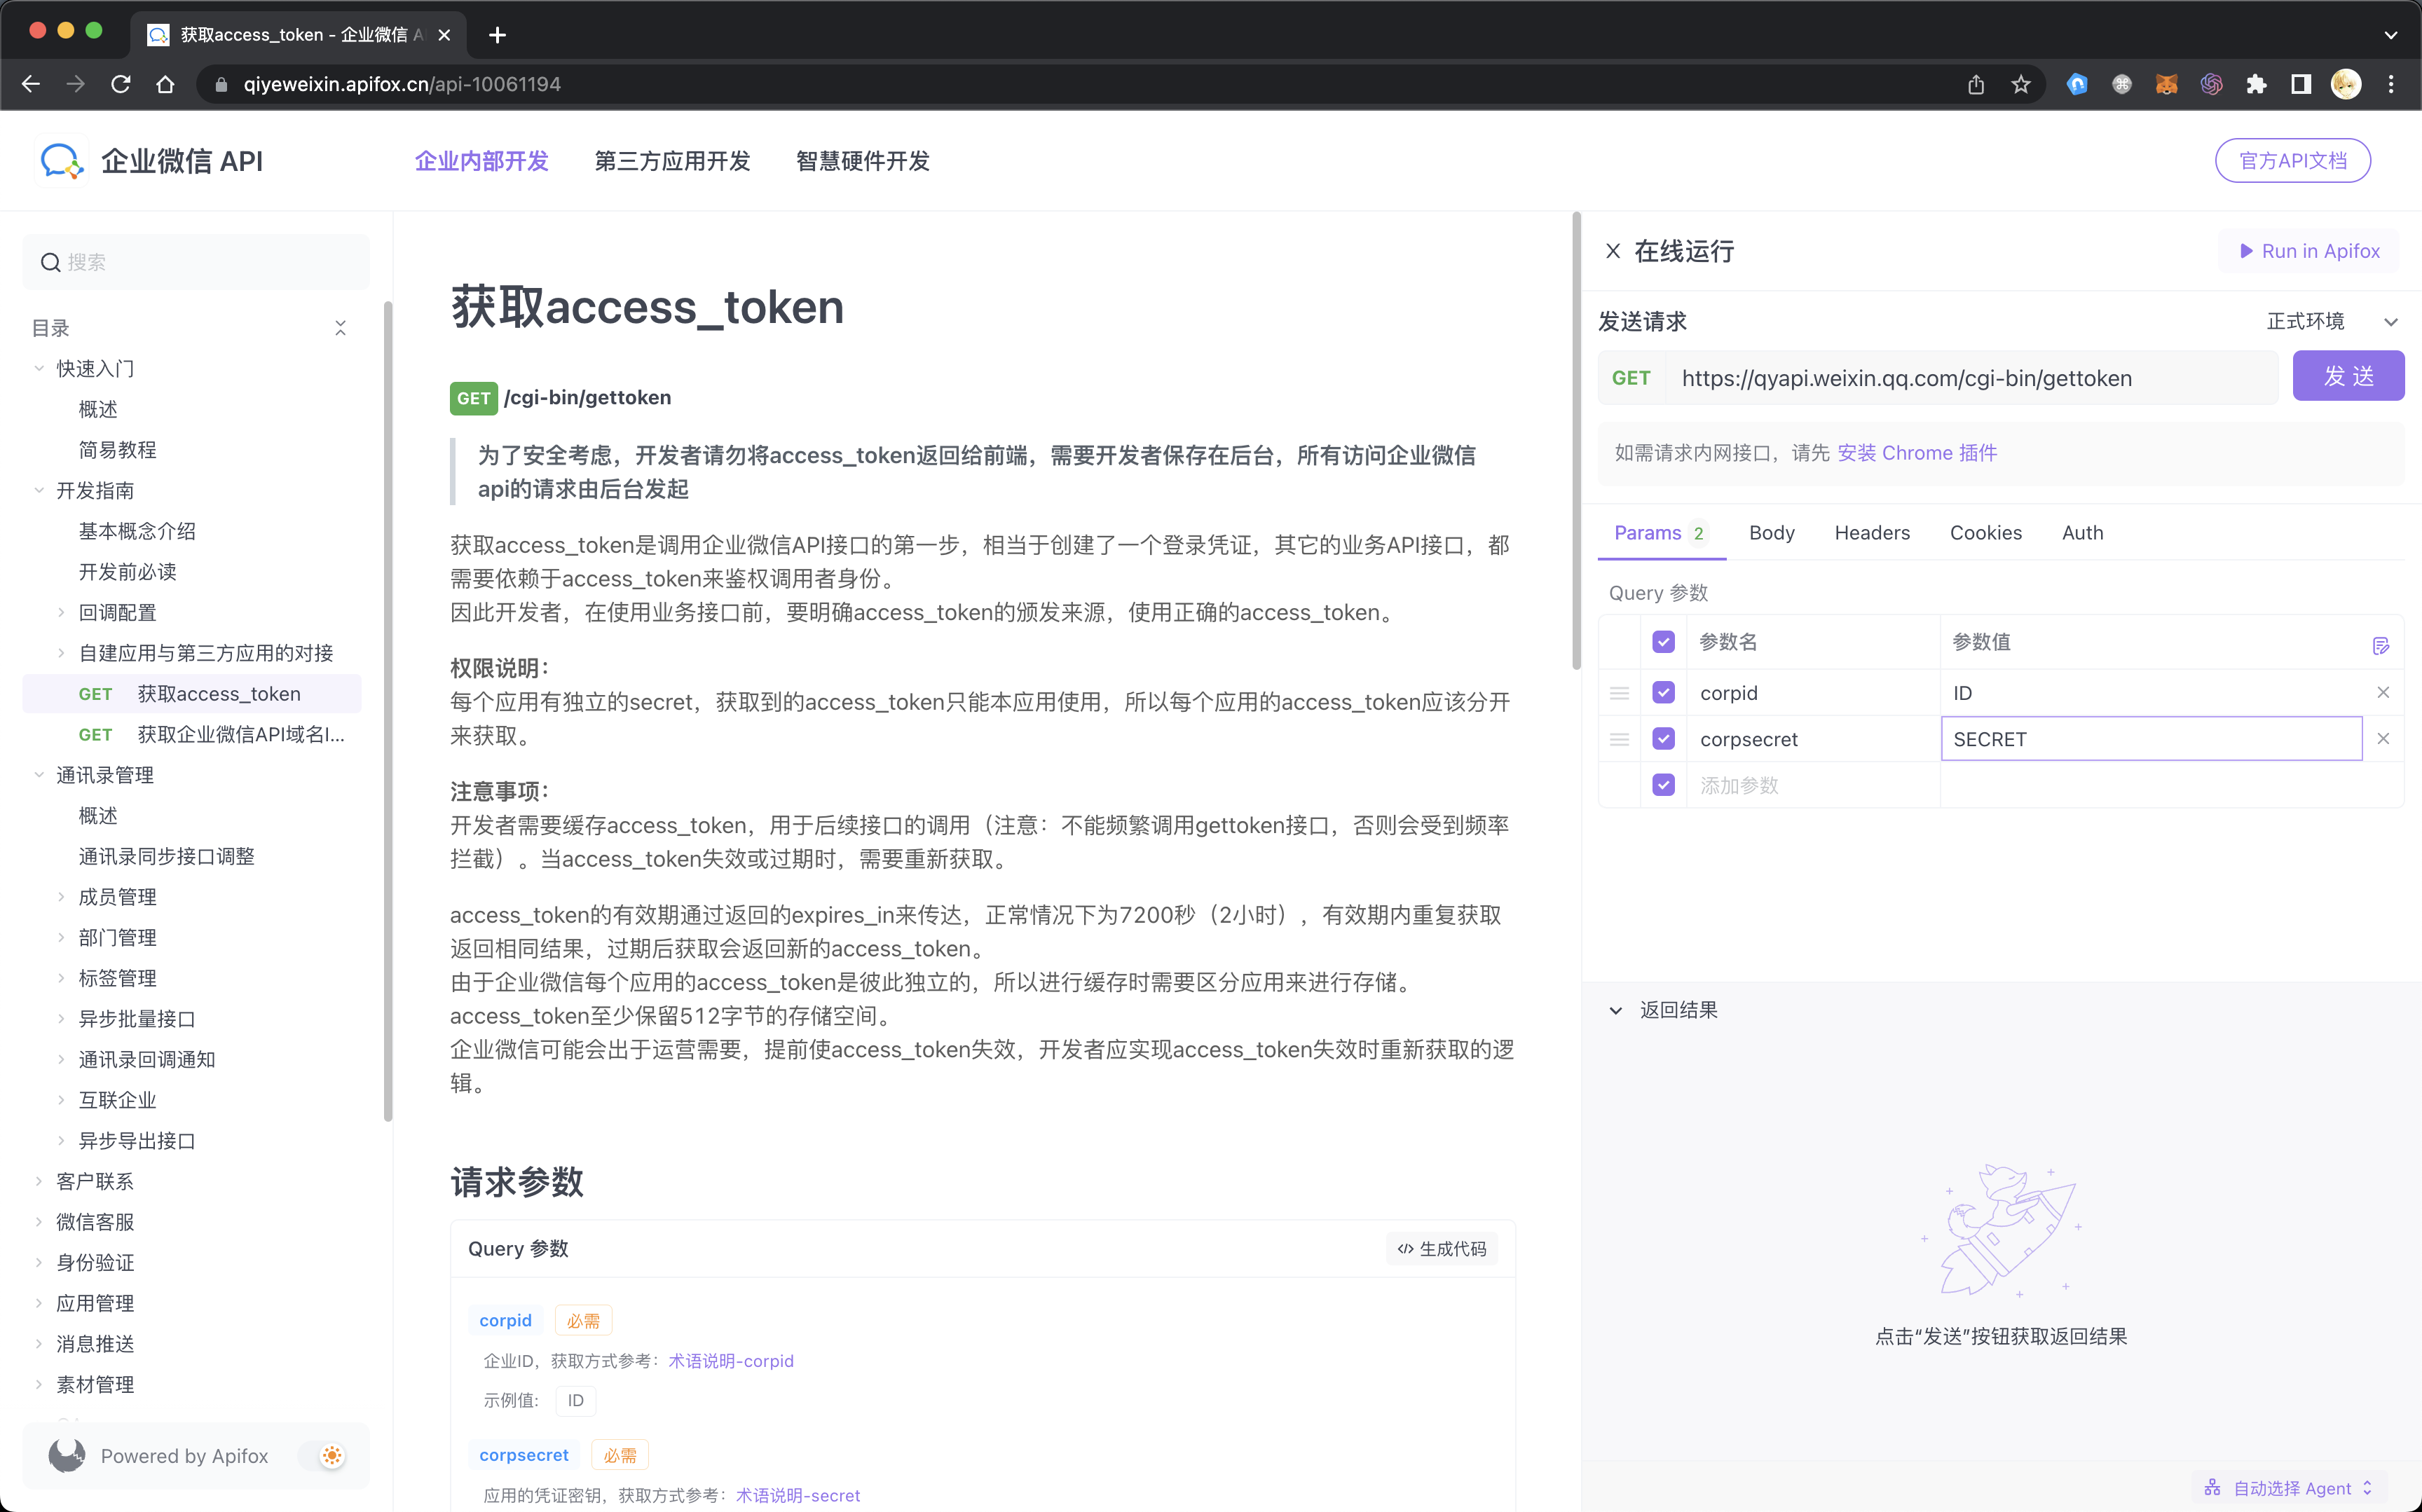 获取access_token - 企业微信 A
qiyeweixin.apifox.cn/api-10061194
企业微信 API
企业内部开发
第三方应用开发
智慧硬件开发
官方API文档
搜索
目录
快速入门
概述
简易教程
开发指南
基本概念介绍
开发前必读
回调配置
自建应用与第三方应用的对接
GET 获取access_token
GET 获取企业微信API域名I...
通讯录管理
概述
通讯录同步接口调整
成员管理
部门管理
标签管理
异步批量接口
通讯录回调通知
互联企业
异步导出接口
客户联系
微信客服
身份验证
应用管理
消息推送
素材管理
Powered by Apifox
获取access_token
GET /cgi-bin/gettoken
为了安全考虑，开发者请勿将access_token返回给前端，需要开发者保存在后台，所有访问企业微信
api的请求由后台发起
获取access_token是调用企业微信API接口的第一步，相当于创建了一个登录凭证，其它的业务API接口，都
需要依赖于access_token来鉴权调用者身份。
因此开发者，在使用业务接口前，要明确access_token的颁发来源，使用正确的access_token。
权限说明：
每个应用有独立的secret，获取到的access_token只能本应用使用，所以每个应用的access_token应该分开
来获取。
注意事项：
开发者需要缓存access_token，用于后续接口的调用（注意：不能频繁调用gettoken接口，否则会受到频率
拦截）。当access_token失效或过期时，需要重新获取。
access_token的有效期通过返回的expires_in来传达，正常情况下为7200秒（2小时），有效期内重复获取
返回相同结果，过期后获取会返回新的access_token。
由于企业微信每个应用的access_token是彼此独立的，所以进行缓存时需要区分应用来进行存储。
access_token至少保留512字节的存储空间。
企业微信可能会出于运营需要，提前使access_token失效，开发者应实现access_token失效时重新获取的逻
辑。
请求参数
Query 参数
生成代码
corpid 必需
企业ID，获取方式参考：术语说明-corpid
示例值: ID
corpsecret 必需
应用的凭证密钥，获取方式参考：术语说明-secret
在线运行
Run in Apifox
发送请求
正式环境
GET https://qyapi.weixin.qq.com/cgi-bin/gettoken
发 送
如需请求内网接口，请先 安装 Chrome 插件
Params 2 Body Headers Cookies Auth
Query 参数
参数名 参数值
corpid ID
corpsecret SECRET
添加参数
返回结果
点击“发送”按钮获取返回结果
自动选择 Agent